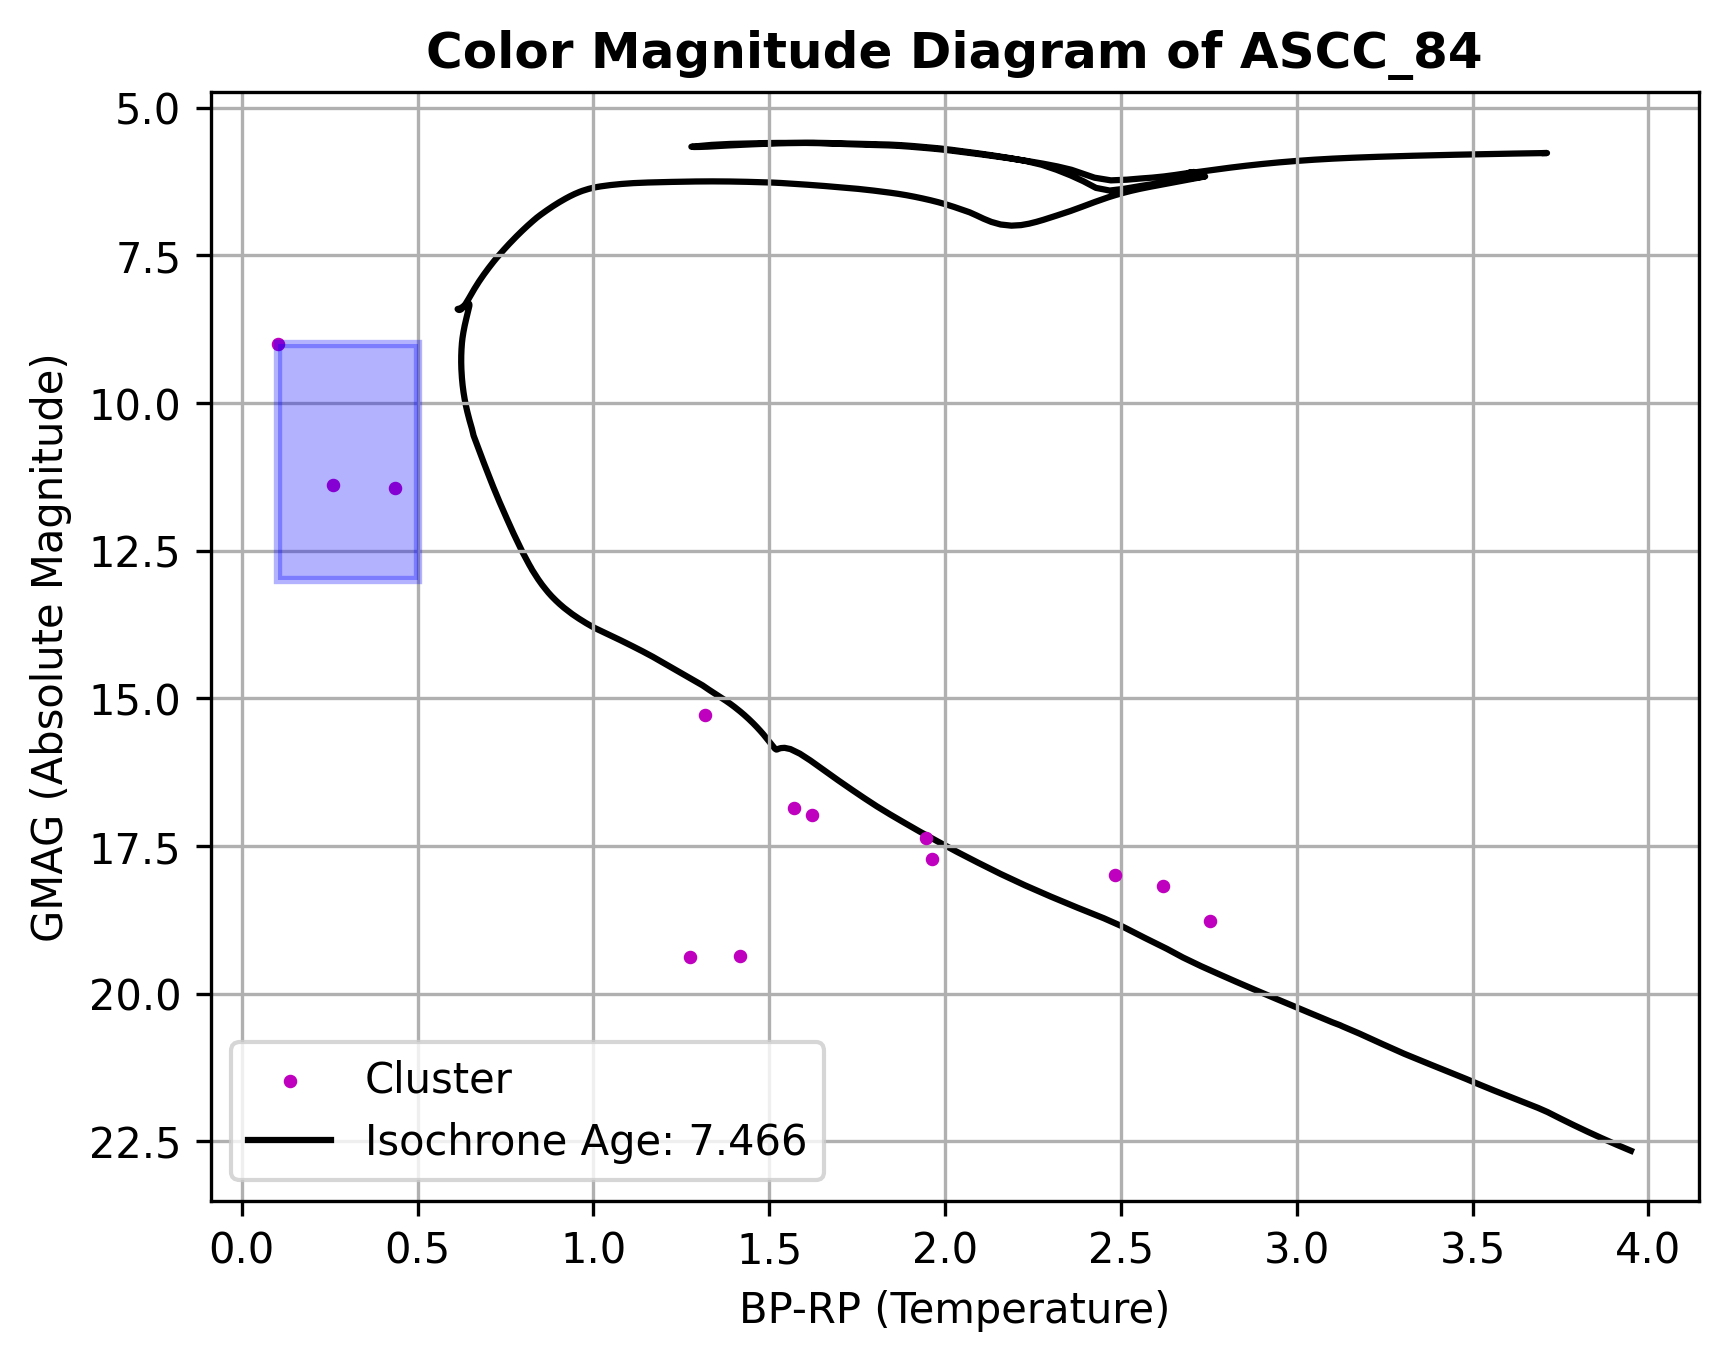 Color Magnitude Diagram of ASCC_84
GMAG (Absolute Magnitude)
5.0
7.5
10.0
12.5
15.0
17.5
20.0
22.5
Cluster
Isochrone Age: 7.466
0.0 0.5 1.0 1.5 2.0 2.5 3.0 3.5 4.0
BP-RP (Temperature)